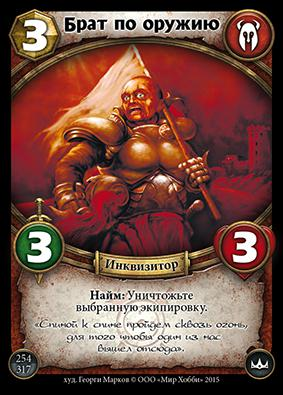 3
Брат по оружию
3
3
Инквизитор
Найм: Уничтожьте
выбранную экипировку.
«Спиной к спине пройдем сквозь огонь,
для того чтобы один из нас
вышел отсюда».
254
317
худ. Георги Марков © ООО «Мир Хобби» 2015